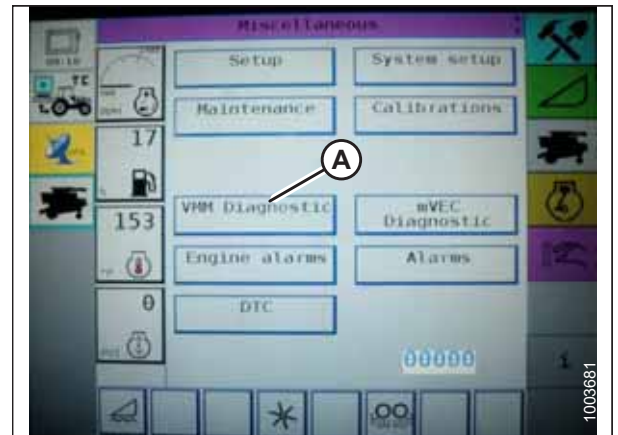 Miscellaneous
Setup
System setup
TC
Maintenance
Calibrations
17
A
153
VMM Diagnostic
mVEC
Diagnostic
Engine alarms
Alarms
0
DTC
00000
i
1003681